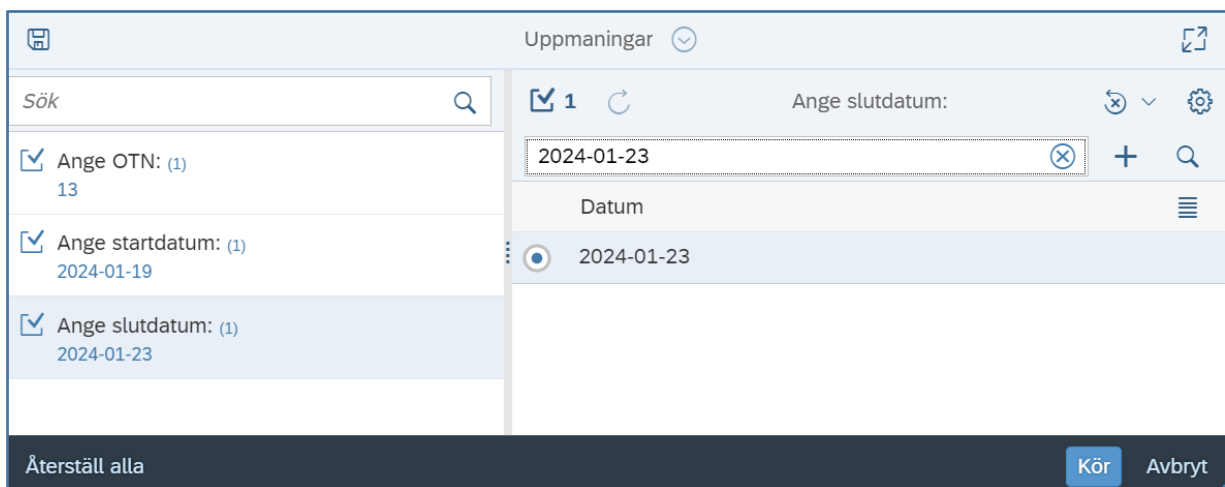 Uppmaningar
Sök
Ange OTN: (1)
13
Ange startdatum: (1)
2024-01-19
Ange slutdatum: (1)
2024-01-23
1
Ange slutdatum:
2024-01-23
Datum
2024-01-23
Återställ alla
Kör
Avbryt